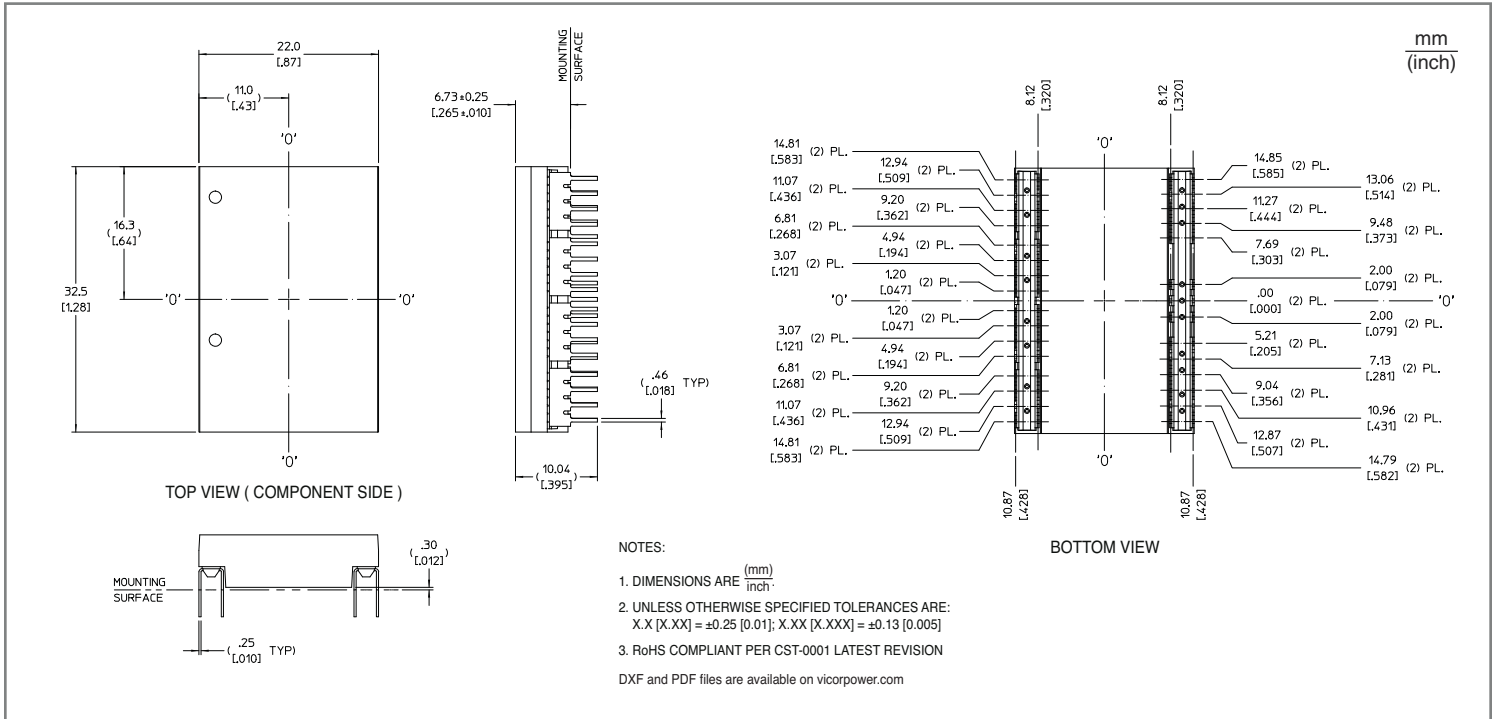 mm
(inch)
22.0
[.87]
( 11.0 )
[.43]
'0'
( 16.3 )
[.64]
32.5
[1.28]
'0'
'0'
'0'
TOP VIEW ( COMPONENT SIDE )
MOUNTING
SURFACE
6.73±0.25
[.265±.010]
( .46 TYP)
[.018]
( 10.04 )
[.395]
MOUNTING
SURFACE
( .30 )
[.012]
( .25 TYP)
[.010]
8.12
[.320]
8.12
[.320]
'0'
14.81
[.583] (2) PL.
12.94
[.509] (2) PL.
11.07
[.436] (2) PL.
9.20
[.362] (2) PL.
6.81
[.268] (2) PL.
4.94
[.194] (2) PL.
3.07
[.121] (2) PL.
1.20
[.047] (2) PL.
'0'
1.20
[.047] (2) PL.
3.07
[.121] (2) PL.
4.94
[.194] (2) PL.
6.81
[.268] (2) PL.
9.20
[.362] (2) PL.
11.07
[.436] (2) PL.
12.94
[.509] (2) PL.
14.81
[.583] (2) PL.
14.85
[.585] (2) PL.
13.06
[.514] (2) PL.
11.27
[.444] (2) PL.
9.48
[.373] (2) PL.
7.69
[.303] (2) PL.
2.00
[.079] (2) PL.
.00
[.000] (2) PL.
'0'
2.00
[.079] (2) PL.
5.21
[.205] (2) PL.
7.13
[.281] (2) PL.
9.04
[.356] (2) PL.
10.96
[.431] (2) PL.
12.87
[.507] (2) PL.
14.79
[.582] (2) PL.
'0'
10.87
[.428]
10.87
[.428]
BOTTOM VIEW
NOTES:
1. DIMENSIONS ARE (mm)
inch.
2. UNLESS OTHERWISE SPECIFIED TOLERANCES ARE:
X.X [X.XX] = ±0.25 [0.01]; X.XX [X.XXX] = ±0.13 [0.005]
3. RoHS COMPLIANT PER CST-0001 LATEST REVISION
DXF and PDF files are available on vicorpower.com